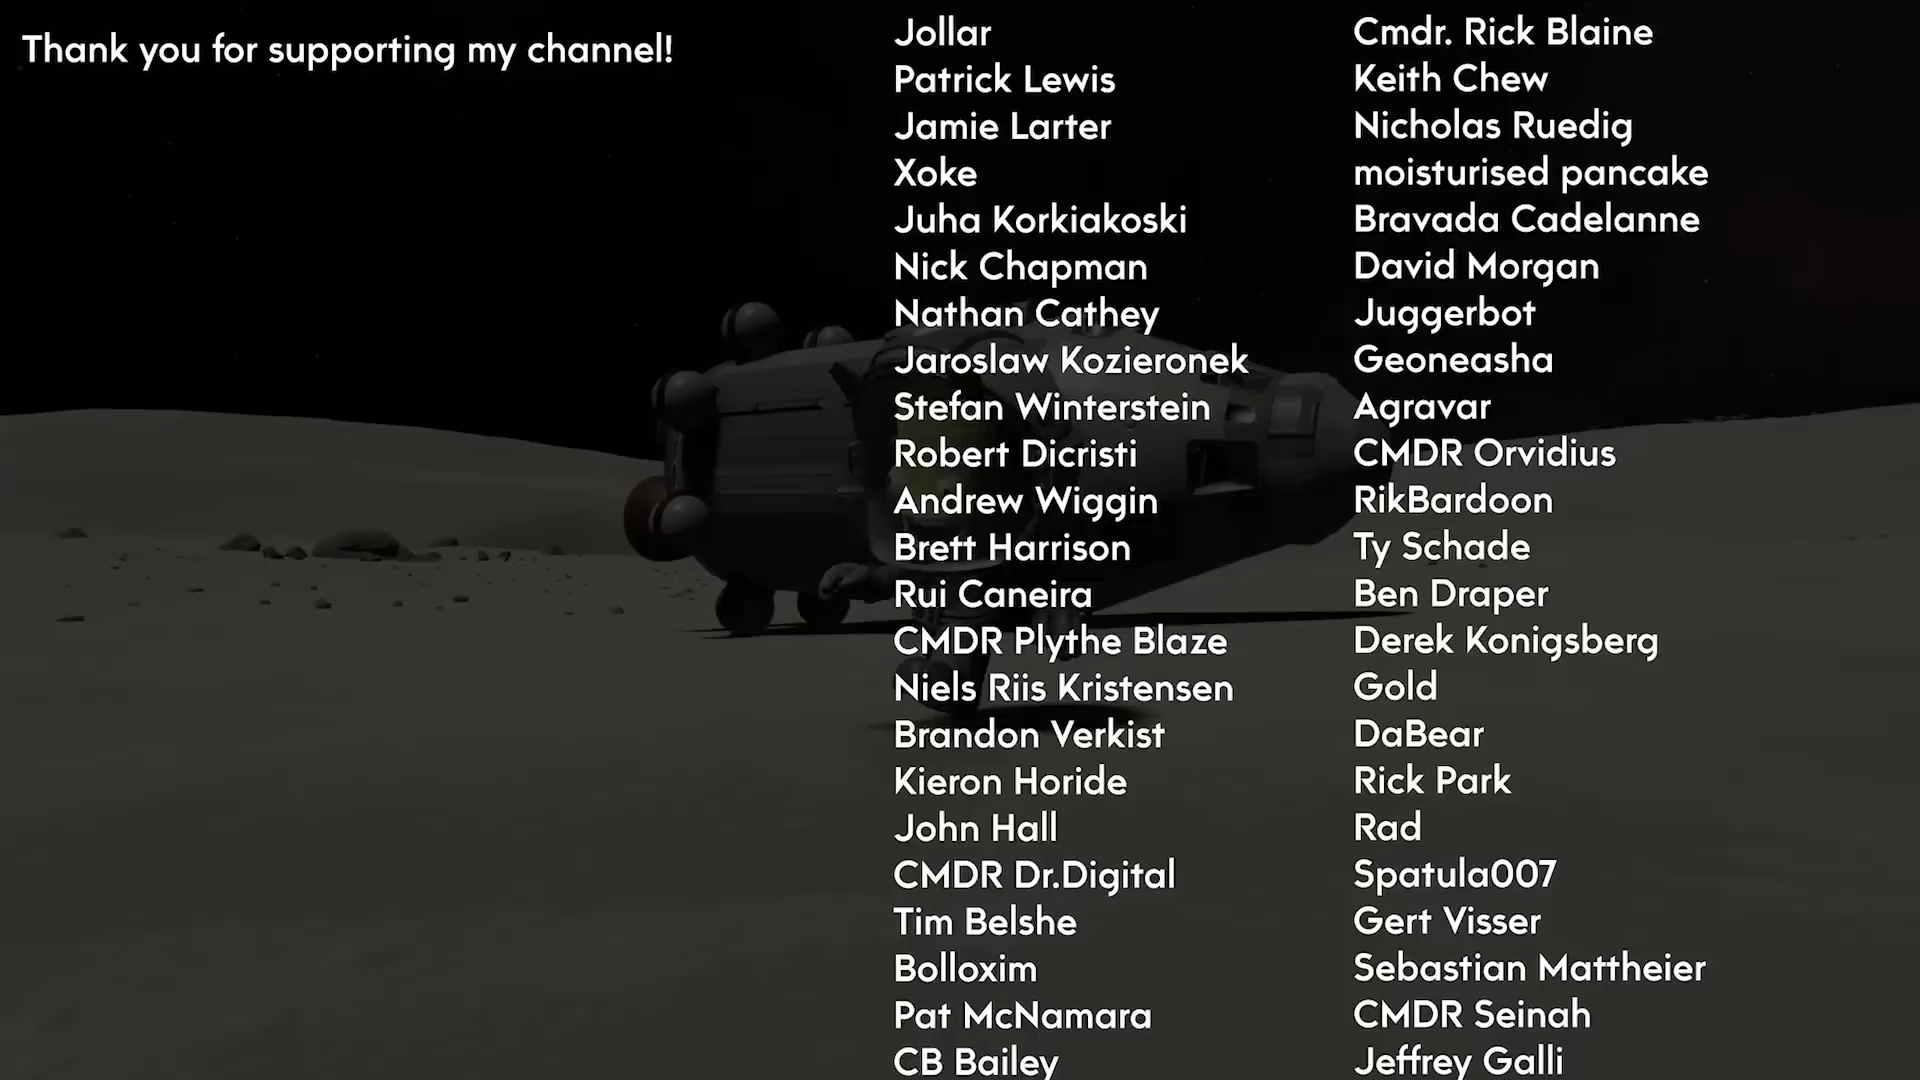 Thank you for supporting my channel!
Jollar
Patrick Lewis
Jamie Larter
Xoke
Juha Korkiakoski
Nick Chapman
Nathan Cathey
Jaroslaw Kozieronek
Stefan Winterstein
Robert Dicristi
Andrew Wiggin
Brett Harrison
Rui Caneira
CMDR Plythe Blaze
Niels Riis Kristensen
Brandon Verkist
Kieron Horide
John Hall
CMDR Dr.Digital
Tim Belshe
Bolloxim
Pat McNamara
CB Bailey
Cmdr. Rick Blaine
Keith Chew
Nicholas Ruedig
moisturised pancake
Bravada Cadelanne
David Morgan
Juggerbot
Geoneasha
Agravar
CMDR Orvidius
RikBardoon
Ty Schade
Ben Draper
Derek Konigsberg
Gold
DaBear
Rick Park
Rad
Spatula007
Gert Visser
Sebastian Mattheier
CMDR Seinah
Jeffrey Galli